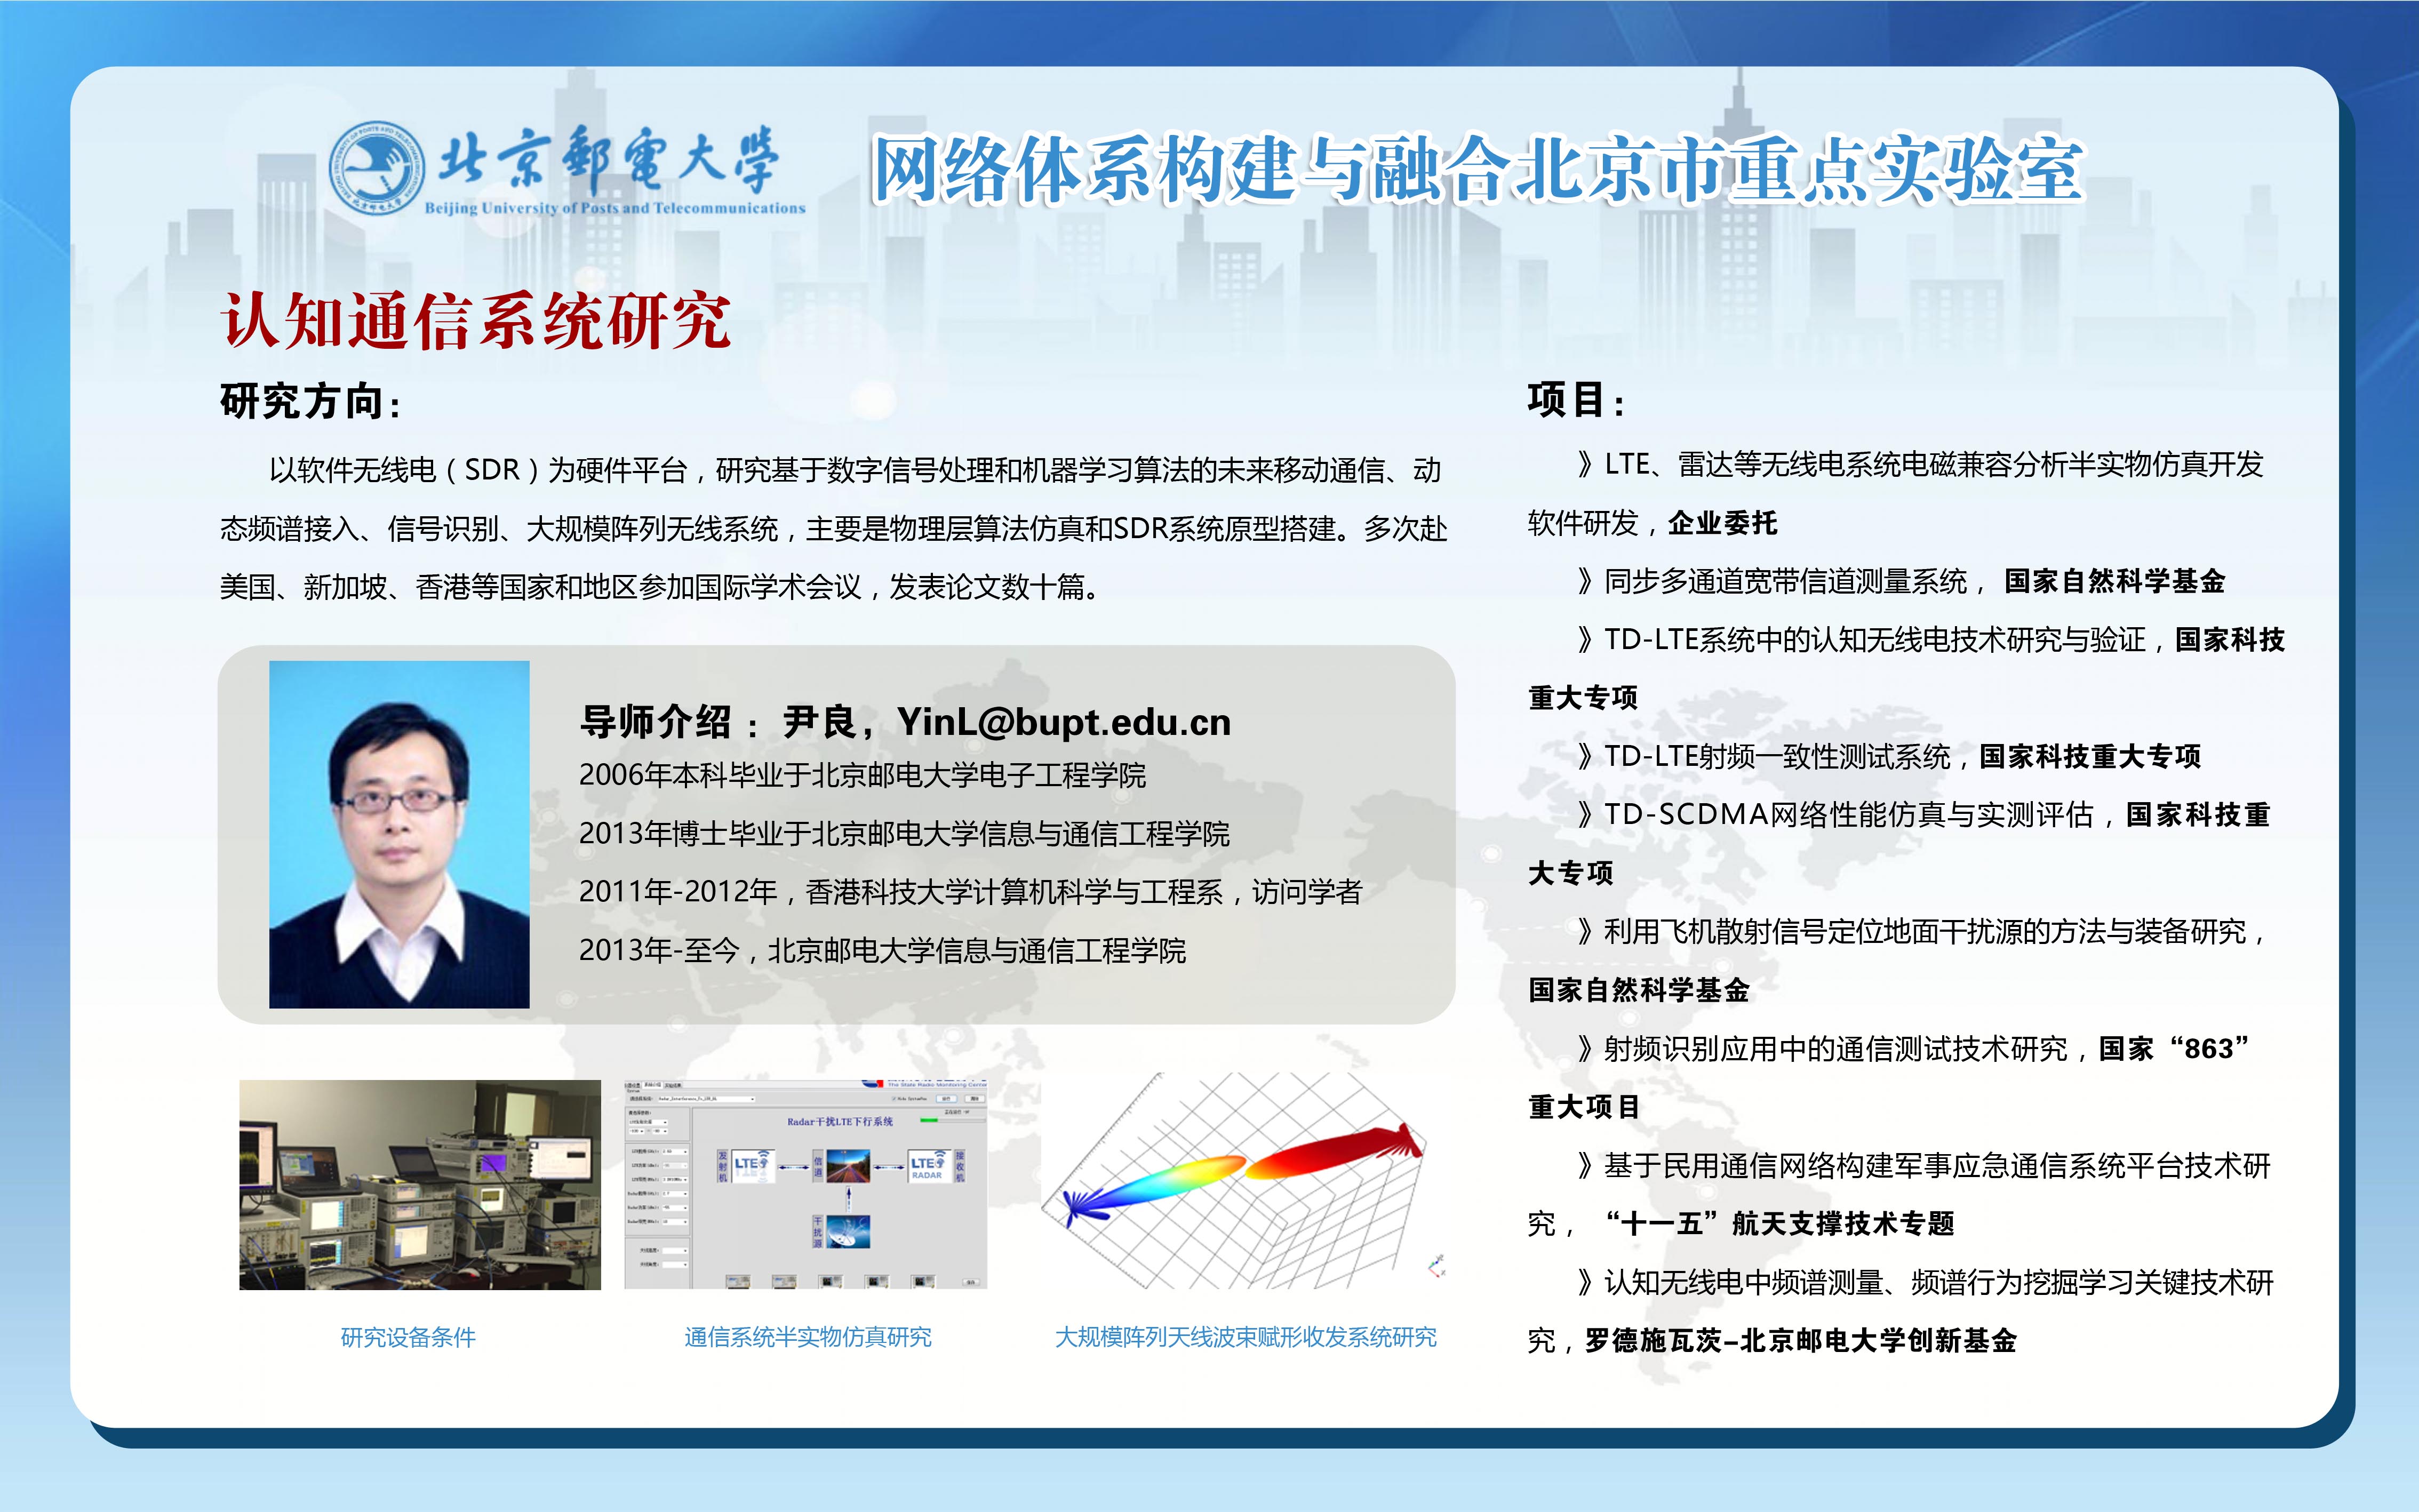 北京郵電大學
Beijing University of Posts and Telecommunications
网络体系构建与融合北京市重点实验室
认知通信系统研究
研究方向：
以软件无线电（SDR）为硬件平台，研究基于数字信号处理和机器学习算法的未来移动通信、动
态频谱接入、信号识别、大规模阵列无线系统，主要是物理层算法仿真和SDR系统原型搭建。多次赴
美国、新加坡、香港等国家和地区参加国际学术会议，发表论文数十篇。
导师介绍：尹良，YinL@bupt.edu.cn
2006年本科毕业于北京邮电大学电子工程学院
2013年博士毕业于北京邮电大学信息与通信工程学院
2011年-2012年，香港科技大学计算机科学与工程系，访问学者
2013年-至今，北京邮电大学信息与通信工程学院
The State Radio Monitoring Center
Radar干扰LTE下行系统
发射机
LTE
信道
LTE
RADAR
接收机
干扰源
研究设备条件
通信系统半实物仿真研究
大规模阵列天线波束赋形收发系统研究
项目：
》LTE、雷达等无线电系统电磁兼容分析半实物仿真开发
软件研发，企业委托
》同步多通道宽带信道测量系统，国家自然科学基金
》TD-LTE系统中的认知无线电技术研究与验证，国家科技
重大专项
》TD-LTE射频一致性测试系统，国家科技重大专项
》TD-SCDMA网络性能仿真与实测评估，国家科技重
大专项
》利用飞机散射信号定位地面干扰源的方法与装备研究，
国家自然科学基金
》射频识别应用中的通信测试技术研究，国家“863”
重大项目
》基于民用通信网络构建军事应急通信系统平台技术研
究，“十一五”航天支撑技术专题
》认知无线电中频谱测量、频谱行为挖掘学习关键技术研
究，罗德施瓦茨-北京邮电大学创新基金